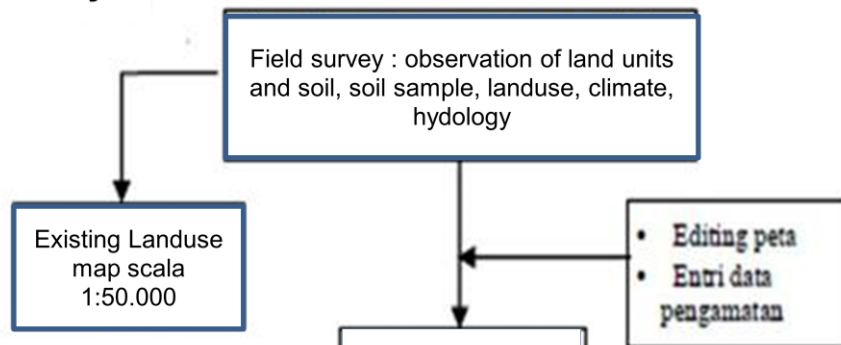 Field survey : observation of land units
and soil, soil sample, landuse, climate,
hydology
Existing Landuse
map scala
1:50.000
• Editing peta
• Entri data
pengamatan